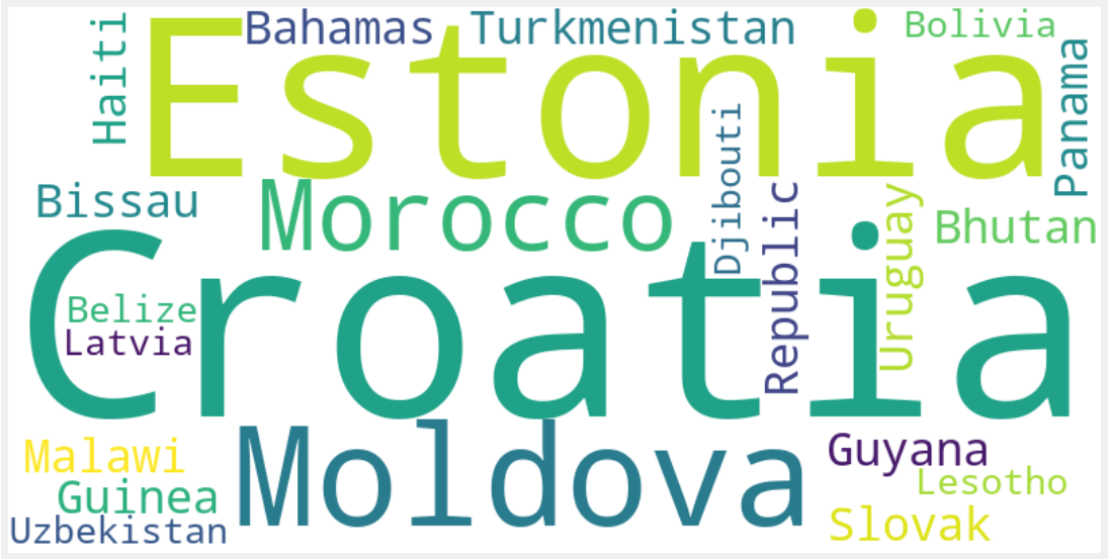 Haiti
Estonia
Bahamas
Turkmenistan
Bolivia
Panama
Bissau
Morocco
Djibouti
Republic
Uruguay
Bhutan
Croatia
Belize
Latvia
Malawi
Guinea
Uzbekistan
Moldova
Guyana
Lesotho
Slovak